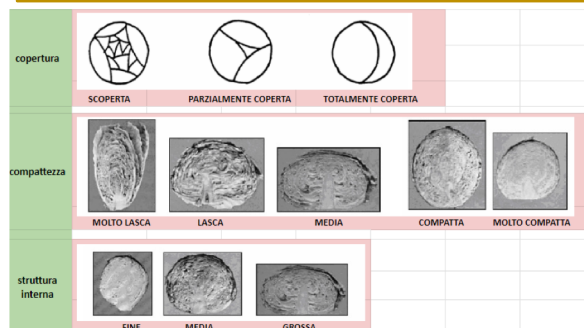 copertura
SCOPERTA PARZIALMENTE COPERTA TOTALMENTE COPERTA
compattezza
MOLTO LASCA LASCA MEDIA COMPATTA MOLTO COMPATTA
struttura
interna
FINE MEDIA GROSSA